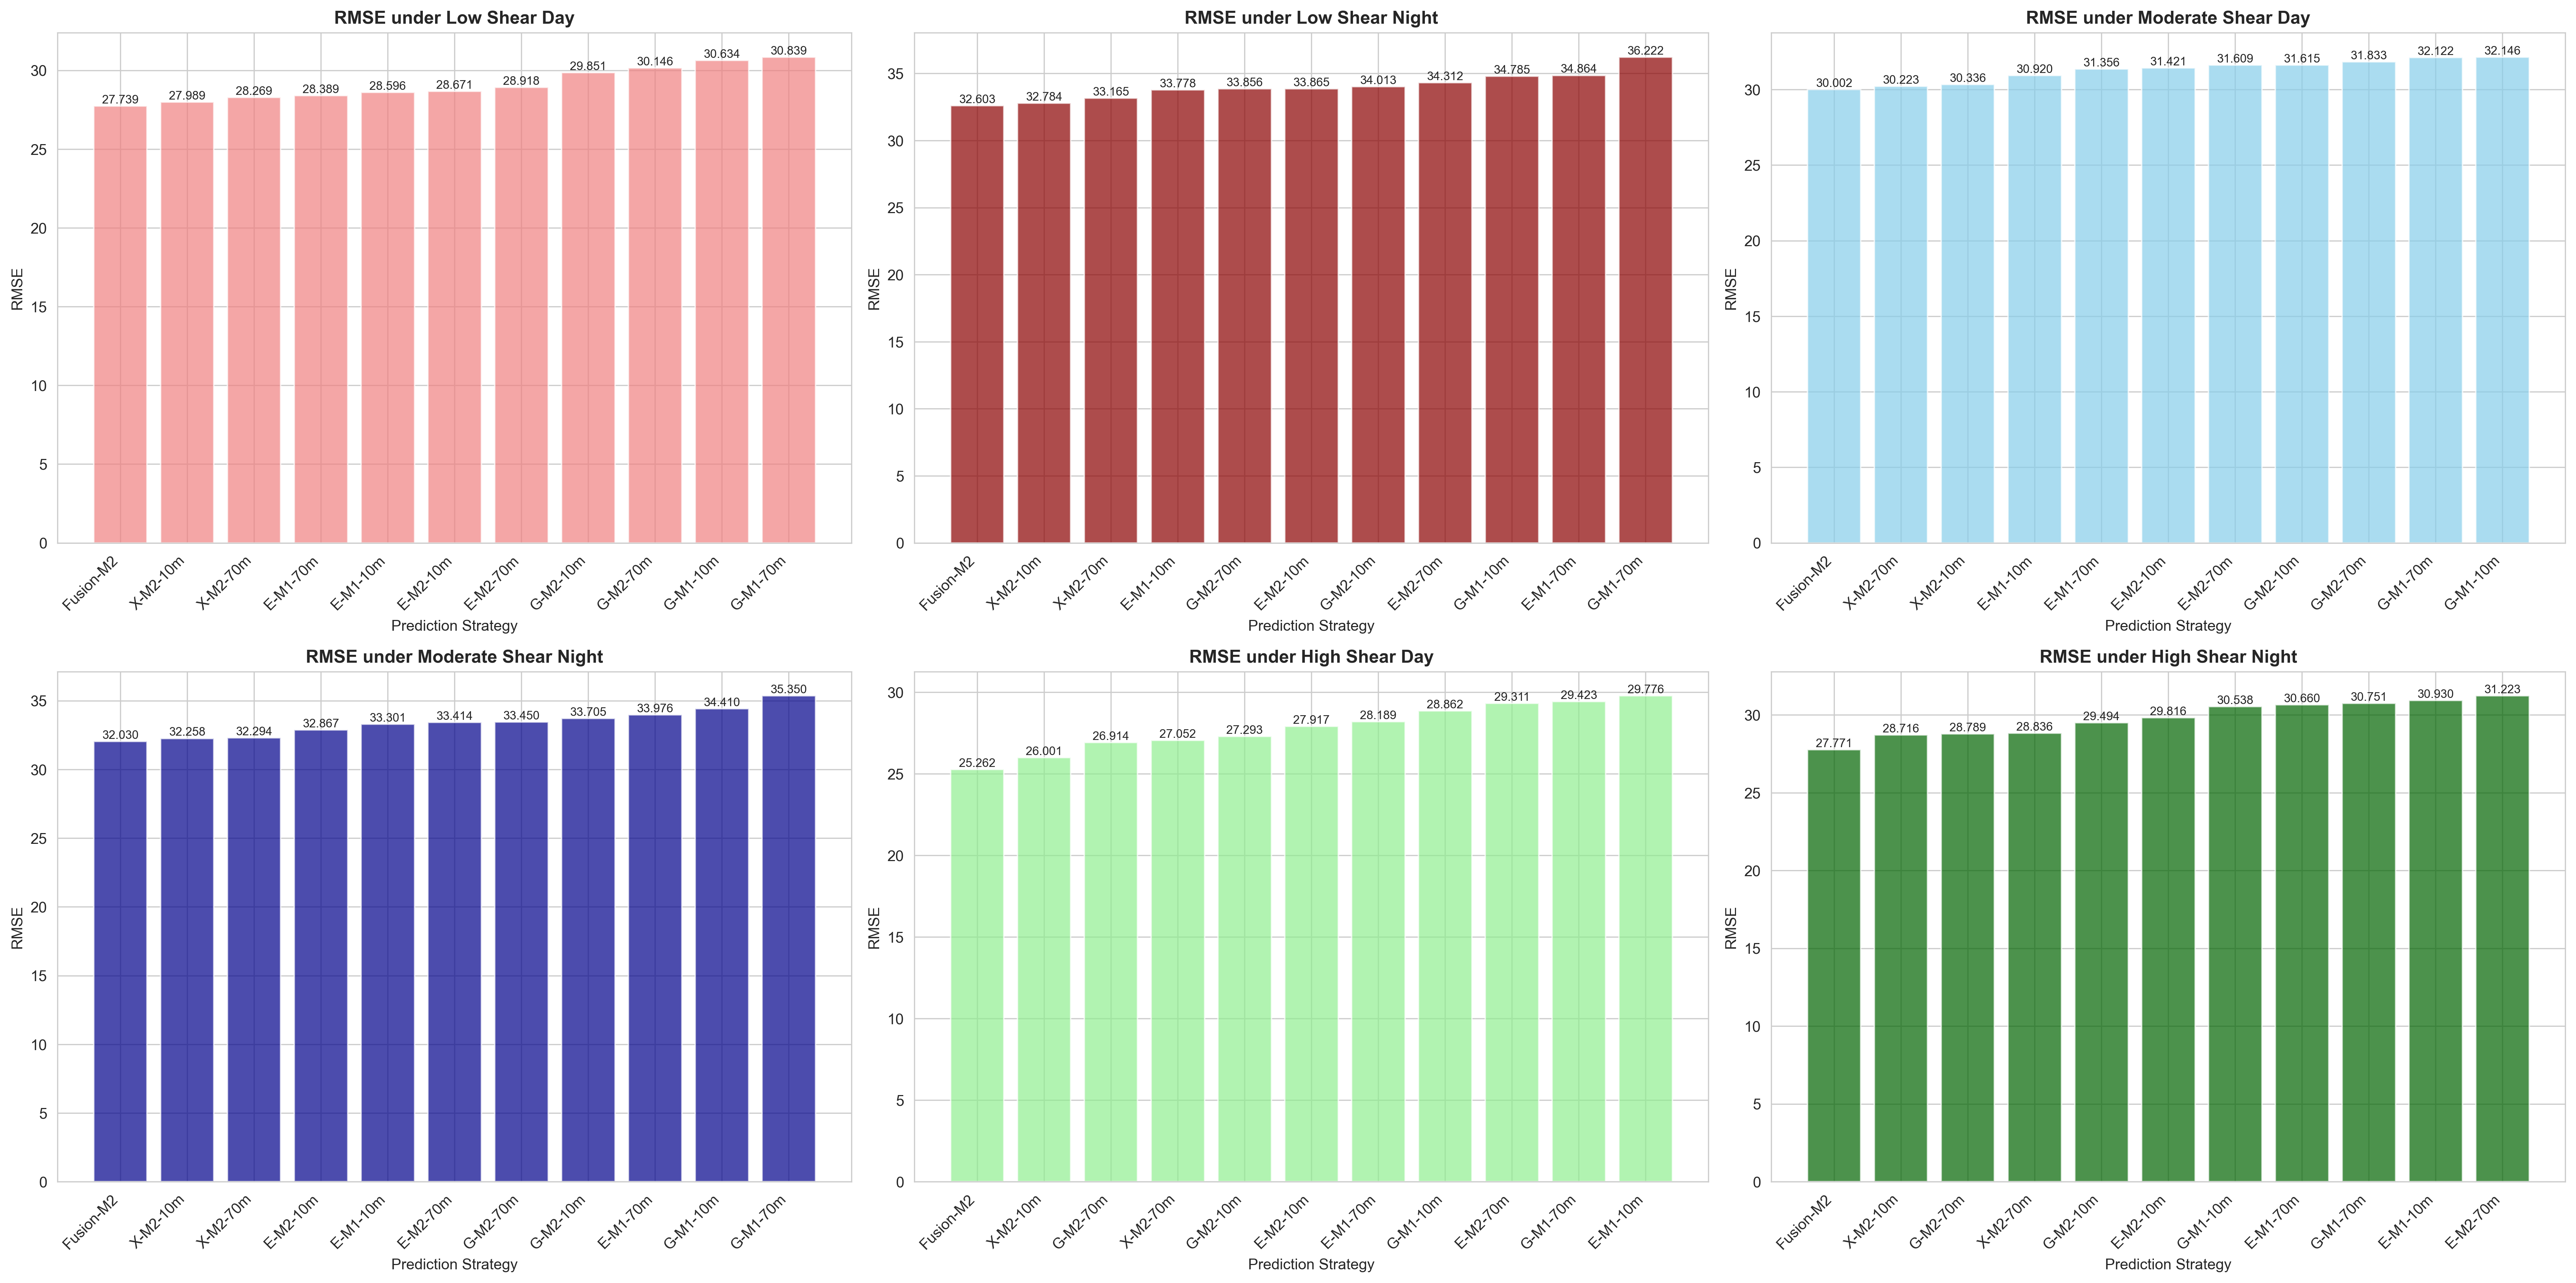 RMSE under Low Shear Day
30.839
30.634
30.146
29.851
28.918
28.671
28.596
28.389
28.269
27.989
27.739
30
25
20
15
10
5
0
RMSE
Fusion-M2
X-M2-10m
X-M2-70m
E-M1-70m
E-M1-10m
E-M2-10m
E-M2-70m
G-M2-10m
G-M2-70m
G-M1-10m
G-M1-70m
Prediction Strategy
RMSE under Low Shear Night
36.222
34.864
34.785
34.312
34.013
33.865
33.856
33.778
33.165
32.784
32.603
35
30
25
20
15
10
5
0
RMSE
Fusion-M2
X-M2-10m
X-M2-70m
E-M1-10m
G-M2-70m
E-M2-10m
G-M2-10m
E-M2-70m
G-M1-10m
E-M1-70m
G-M1-70m
Prediction Strategy
RMSE under Moderate Shear Day
32.146
32.122
31.833
31.615
31.609
31.421
31.356
30.920
30.336
30.223
30.002
30
25
20
15
10
5
0
RMSE
Fusion-M2
X-M2-70m
X-M2-10m
E-M1-10m
E-M1-70m
E-M2-10m
E-M2-70m
G-M2-10m
G-M2-70m
G-M1-70m
G-M1-10m
Prediction Strategy
RMSE under Moderate Shear Night
35.350
34.410
33.976
33.705
33.450
33.414
33.301
32.867
32.294
32.258
32.030
35
30
25
20
15
10
5
0
RMSE
Fusion-M2
X-M2-10m
X-M2-70m
E-M2-10m
E-M1-10m
E-M2-70m
G-M2-70m
G-M2-10m
E-M1-70m
G-M1-10m
G-M1-70m
Prediction Strategy
RMSE under High Shear Day
29.776
29.423
29.311
28.862
28.189
27.917
27.293
27.052
26.914
26.001
25.262
30
25
20
15
10
5
0
RMSE
Fusion-M2
X-M2-10m
G-M2-70m
X-M2-70m
G-M2-10m
E-M2-10m
E-M1-70m
G-M1-10m
E-M2-70m
G-M1-70m
E-M1-10m
Prediction Strategy
RMSE under High Shear Night
31.223
30.930
30.751
30.660
30.538
29.816
29.494
28.836
28.789
28.716
27.771
30
25
20
15
10
5
0
RMSE
Fusion-M2
X-M2-10m
G-M2-70m
X-M2-70m
G-M2-10m
E-M2-10m
G-M1-10m
E-M1-70m
G-M1-70m
E-M1-10m
E-M2-70m
Prediction Strategy